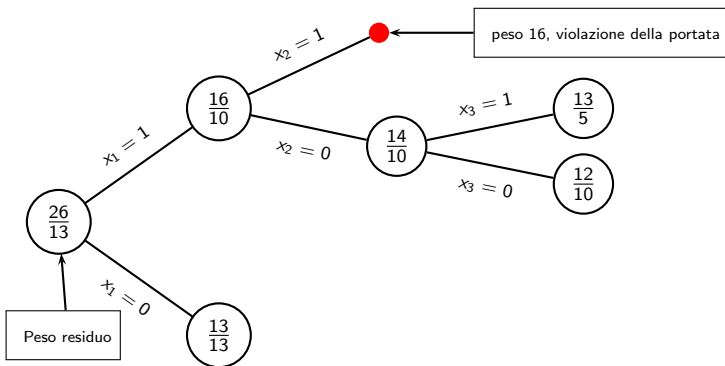 x₂ = 1
peso 16, violazione della portata
16
10
x₁ = 1
x₂ = 0
14
10
x₃ = 1
13
5
x₃ = 0
12
10
26
13
x₁ = 0
13
13
Peso residuo